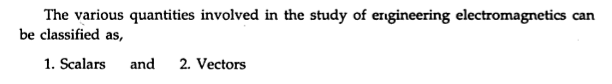 The various quantities involved in the study of engineering electromagnetics can
be classified as,
1. Scalars and 2. Vectors